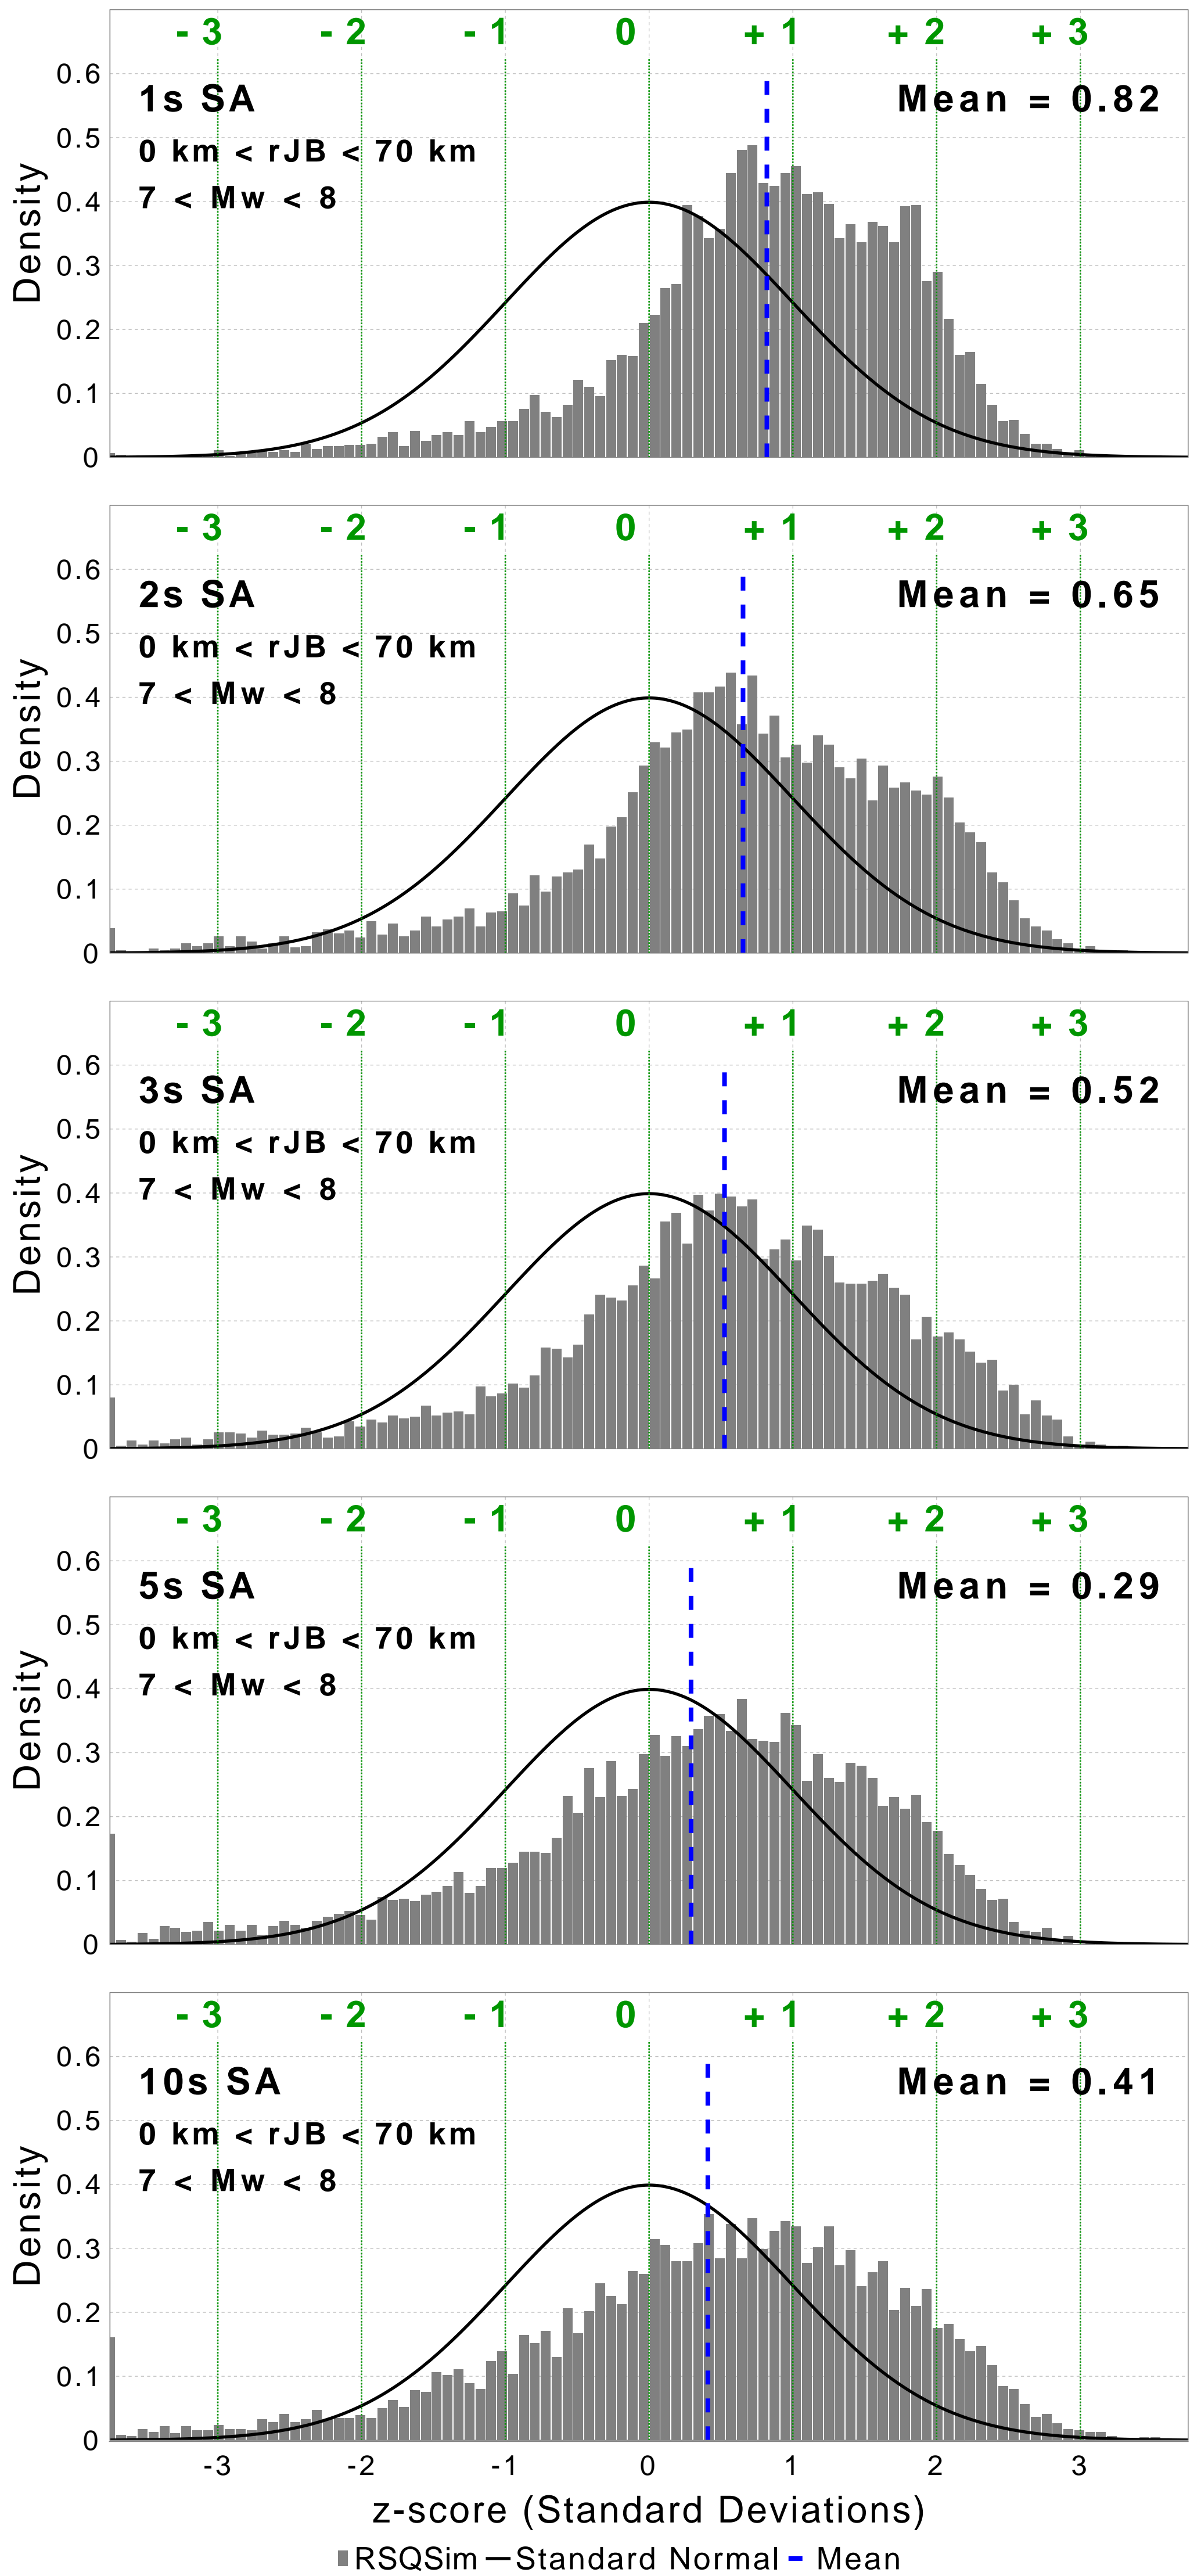 - 3 - 2 - 1 0 + 1 + 2 + 3
0.6
1s SA Mean = 0.82
0.5
0 km < rJB < 70 km
7 < Mw < 8
0.4
Density
0.3
0.2
0.1
0
- 3 - 2 - 1 0 + 1 + 2 + 3
0.6
2s SA Mean = 0.65
0.5
0 km < rJB < 70 km
7 < Mw < 8
0.4
Density
0.3
0.2
0.1
0
- 3 - 2 - 1 0 + 1 + 2 + 3
0.6
3s SA Mean = 0.52
0.5
0 km < rJB < 70 km
7 < Mw < 8
0.4
Density
0.3
0.2
0.1
0
- 3 - 2 - 1 0 + 1 + 2 + 3
0.6
5s SA Mean = 0.29
0.5
0 km < rJB < 70 km
7 < Mw < 8
0.4
Density
0.3
0.2
0.1
0
- 3 - 2 - 1 0 + 1 + 2 + 3
0.6
10s SA Mean = 0.41
0.5
0 km < rJB < 70 km
7 < Mw < 8
0.4
Density
0.3
0.2
0.1
0
-3 -2 -1 0 1 2 3
z-score (Standard Deviations)
RSQSim Standard Normal Mean